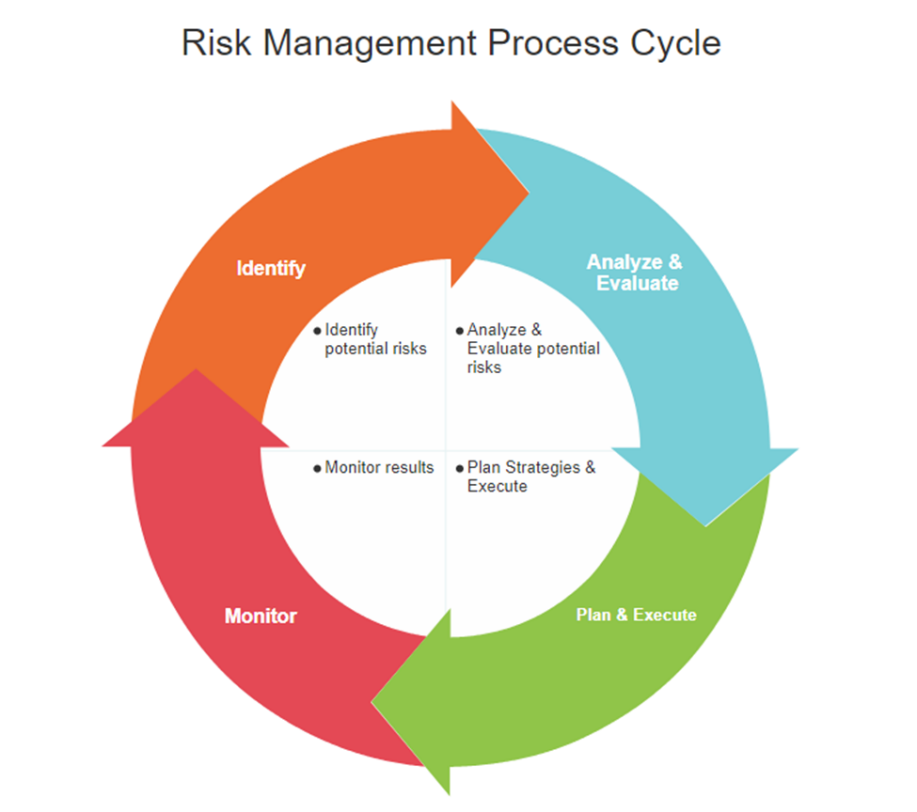 Risk Management Process Cycle
Identify
Analyze &
Evaluate
• Identify
potential risks
• Analyze &
Evaluate potential
risks
• Monitor results
• Plan Strategies &
Execute
Monitor
Plan & Execute